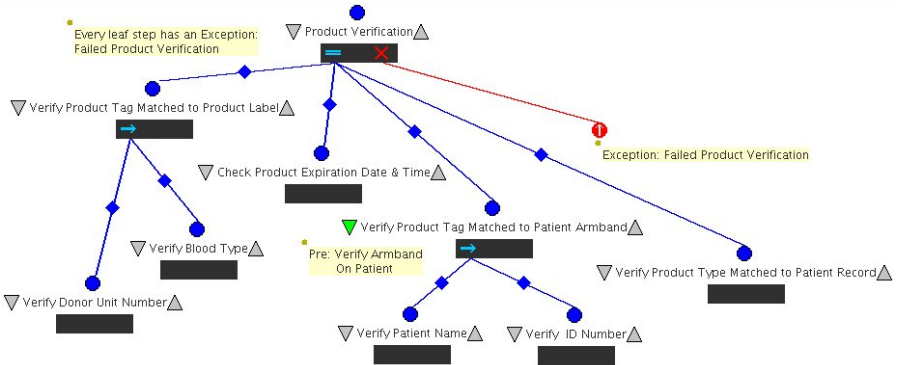 Every leaf step has an Exception:
Failed Product Verification
Product Verification
Verify Product Tag Matched to Product Label
Exception: Failed Product Verification
Check Product Expiration Date & Time
Verify Product Tag Matched to Patient Armband
Verify Blood Type
Pre: Verify Armband
On Patient
Verify Product Type Matched to Patient Record
Verify Donor Unit Number
Verify Patient Name
Verify ID Number